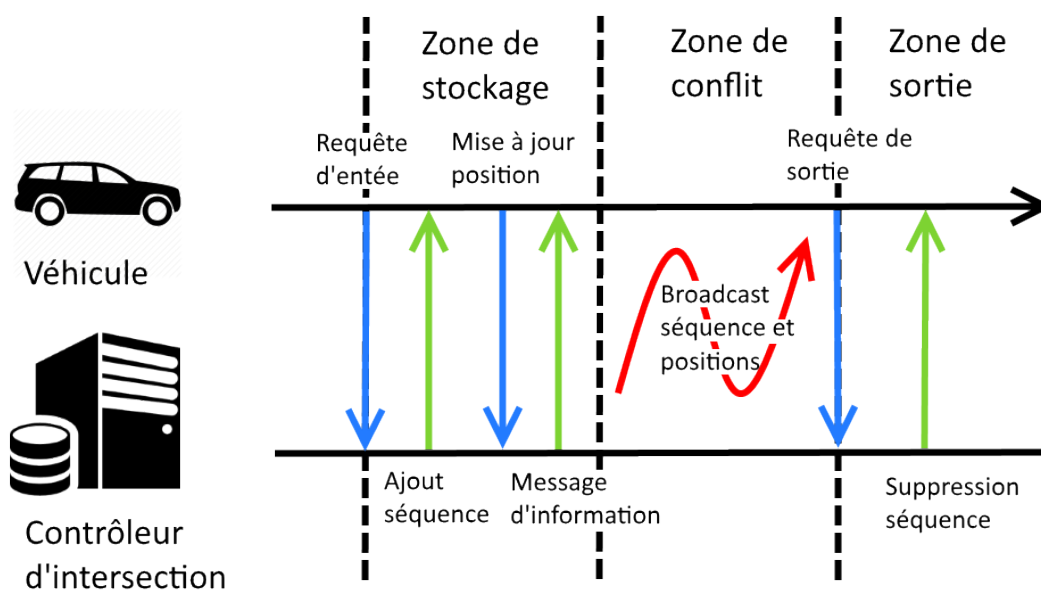 Zone de
stockage
Zone de
conflit
Zone de
sortie
Requête
d'entée
Mise à jour
position
Requête de
sortie
Véhicule
Broadcast
séquence et
positions
Ajout
séquence
Message
d'information
Suppression
séquence
Contrôleur
d'intersection